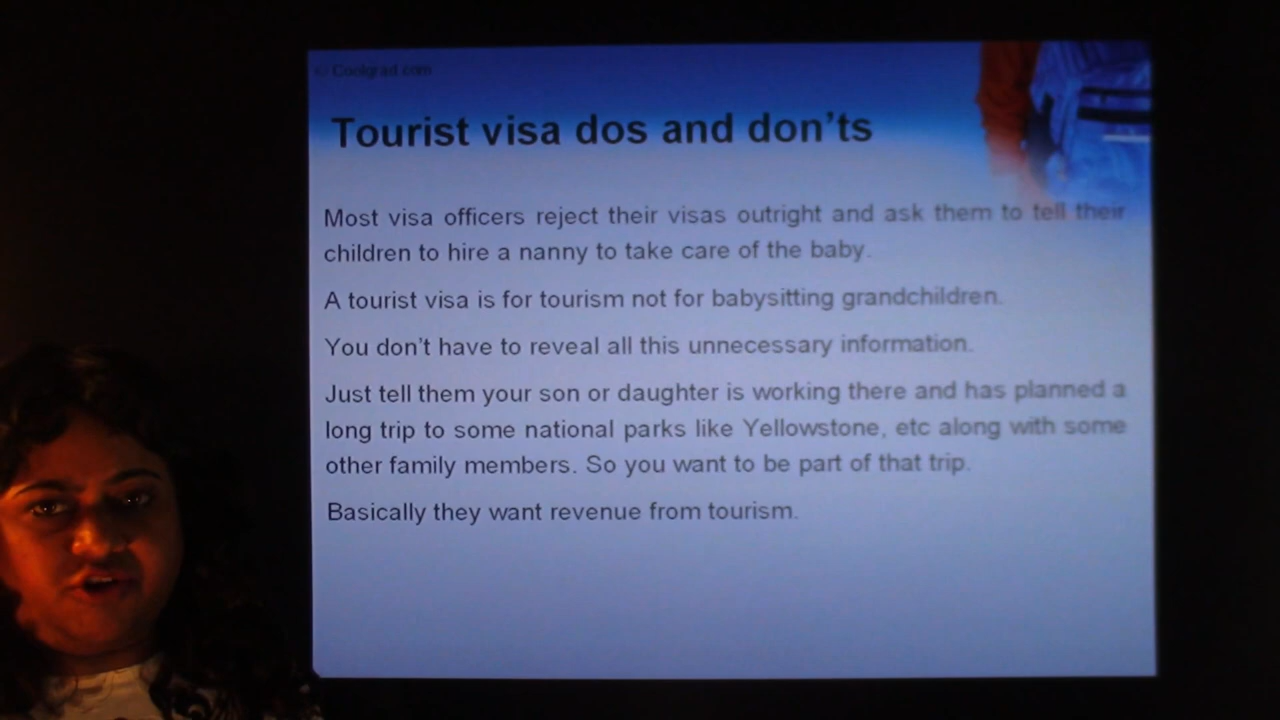 Coolgrad.com
Tourist visa dos and don'ts
Most visa officers reject their visas outright and ask them to tell their
children to hire a nanny to take care of the baby.
A tourist visa is for tourism not for babysitting grandchildren.
You don't have to reveal all this unnecessary information.
Just tell them your son or daughter is working there and has planned a
long trip to some national parks like Yellowstone, etc along with some
other family members. So you want to be part of that trip.
Basically they want revenue from tourism.